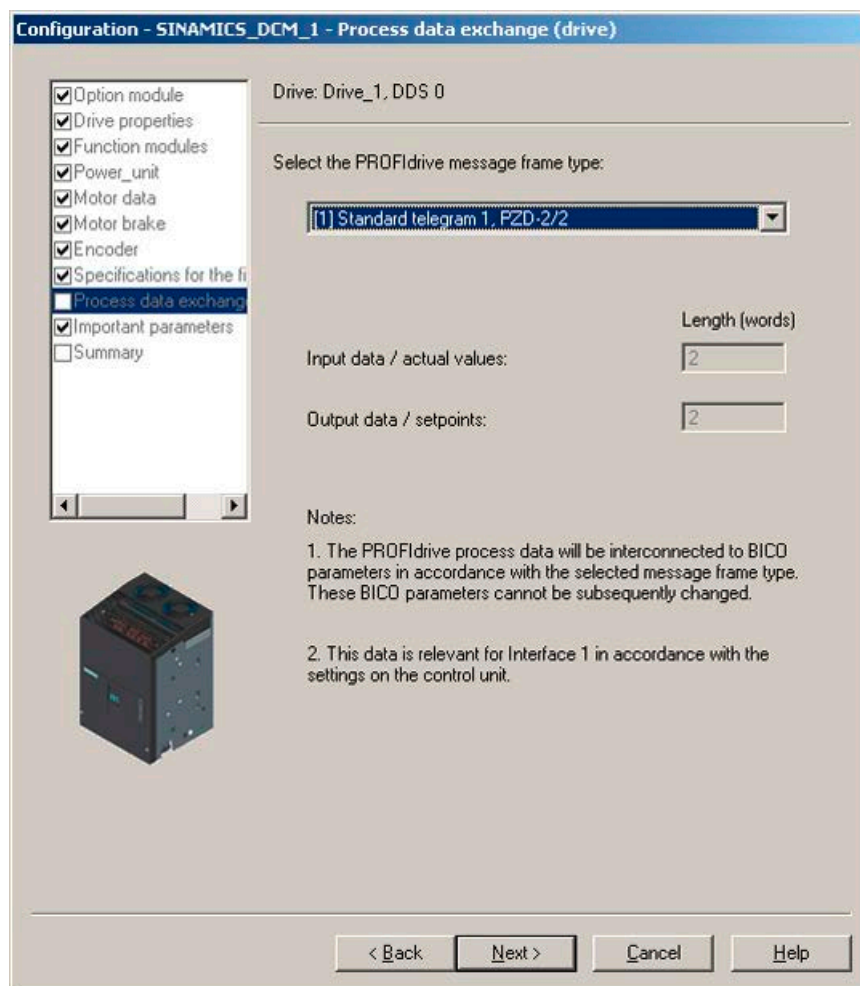 Configuration - SINAMICS_DCM_1 - Process data exchange (drive)
Option module
Drive properties
Function modules
Power_unit
Motor data
Motor brake
Encoder
Specifications for the fi
Process data exchang
Important parameters
Summary
Drive: Drive_1, DDS 0
Select the PROFIdrive message frame type:
[1] Standard telegram 1, PZD-2/2
Length (words)
Input data / actual values:
2
Output data / setpoints:
2
Notes:
1. The PROFIdrive process data will be interconnected to BICO
parameters in accordance with the selected message frame type.
These BICO parameters cannot be subsequently changed.
2. This data is relevant for Interface 1 in accordance with the
settings on the control unit.
< Back
Next >
Cancel
Help